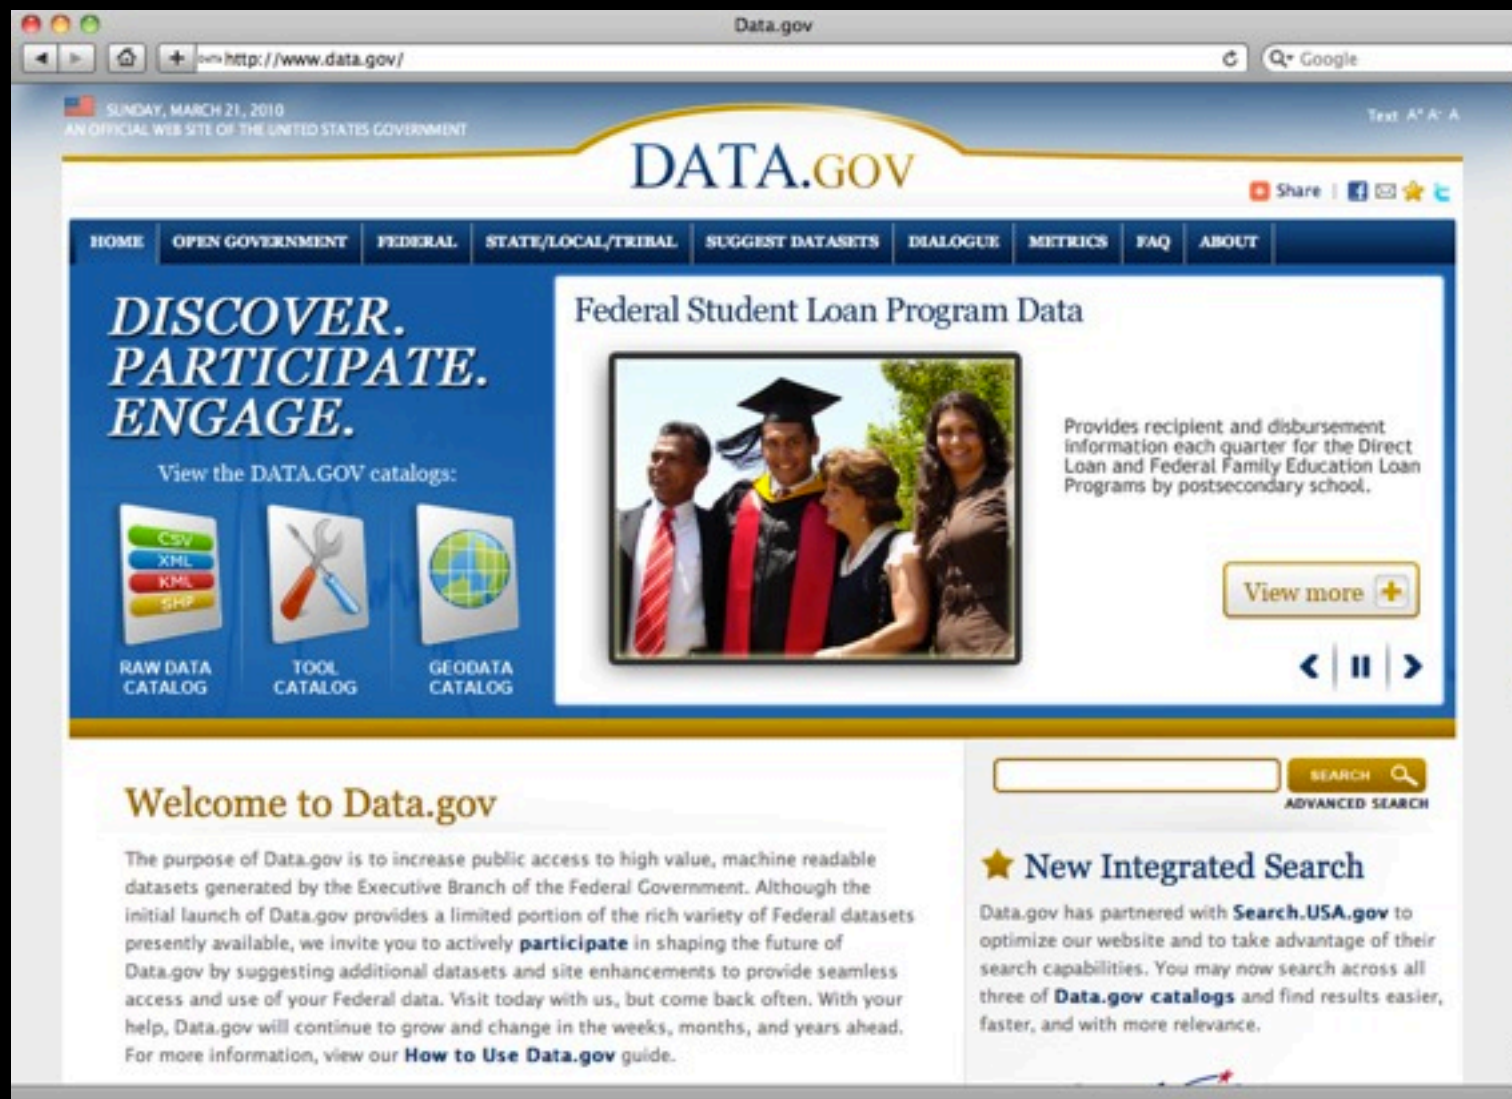 Data.gov
http://www.data.gov/
Google
SUNDAY, MARCH 21, 2010
AN OFFICIAL WEB SITE OF THE UNITED STATES GOVERNMENT
Text A+ A- A
DATA.GOV
Share
HOME OPEN GOVERNMENT FEDERAL STATE/LOCAL/TRIBAL SUGGEST DATASETS DIALOGUE METRICS FAQ ABOUT
DISCOVER.
PARTICIPATE.
ENGAGE.
View the DATA.GOV catalogs:
CSV
XML
KML
SHP
RAW DATA
CATALOG
TOOL
CATALOG
GEODATA
CATALOG
Federal Student Loan Program Data
Provides recipient and disbursement
information each quarter for the Direct
Loan and Federal Family Education Loan
Programs by postsecondary school.
View more
Welcome to Data.gov
The purpose of Data.gov is to increase public access to high value, machine readable
datasets generated by the Executive Branch of the Federal Government. Although the
initial launch of Data.gov provides a limited portion of the rich variety of Federal datasets
presently available, we invite you to actively participate in shaping the future of
Data.gov by suggesting additional datasets and site enhancements to provide seamless
access and use of your Federal data. Visit today with us, but come back often. With your
help, Data.gov will continue to grow and change in the weeks, months, and years ahead.
For more information, view our How to Use Data.gov guide.
SEARCH
ADVANCED SEARCH
New Integrated Search
Data.gov has partnered with Search.USA.gov to
optimize our website and to take advantage of their
search capabilities. You may now search across all
three of Data.gov catalogs and find results easier,
faster, and with more relevance.